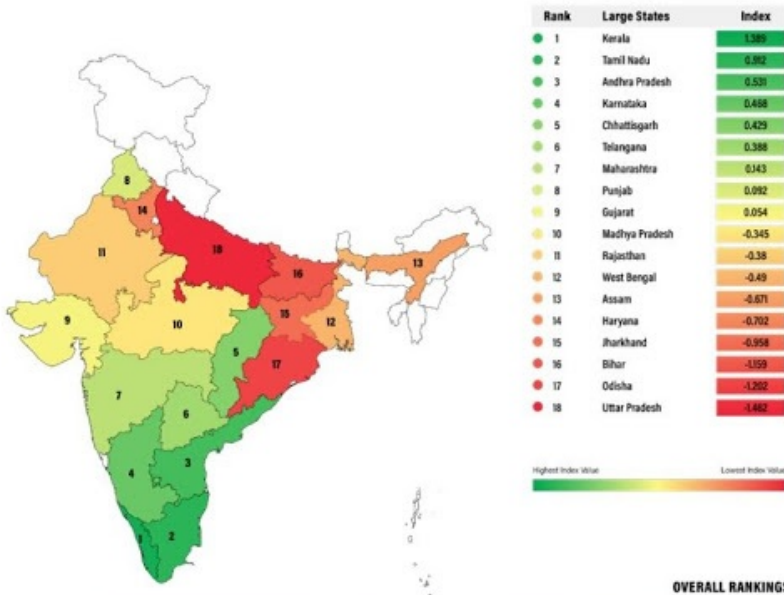 Rank Large States Index
1 Kerala 1.389
2 Tamil Nadu 0.912
3 Andhra Pradesh 0.531
4 Karnataka 0.468
5 Chhattisgarh 0.429
6 Telangana 0.388
7 Maharashtra 0.143
8 Punjab 0.092
9 Gujarat 0.054
10 Madhya Pradesh -0.345
11 Rajasthan -0.38
12 West Bengal -0.49
13 Assam -0.671
14 Haryana -0.702
15 Jharkhand -0.958
16 Bihar -1.159
17 Odisha -1.202
18 Uttar Pradesh -1.462
8
14
18
11
13
16
9
10
15
12
5
17
7
6
4
3
1
2
Highest Index Value Lowest Index Value
OVERALL RANKINGS